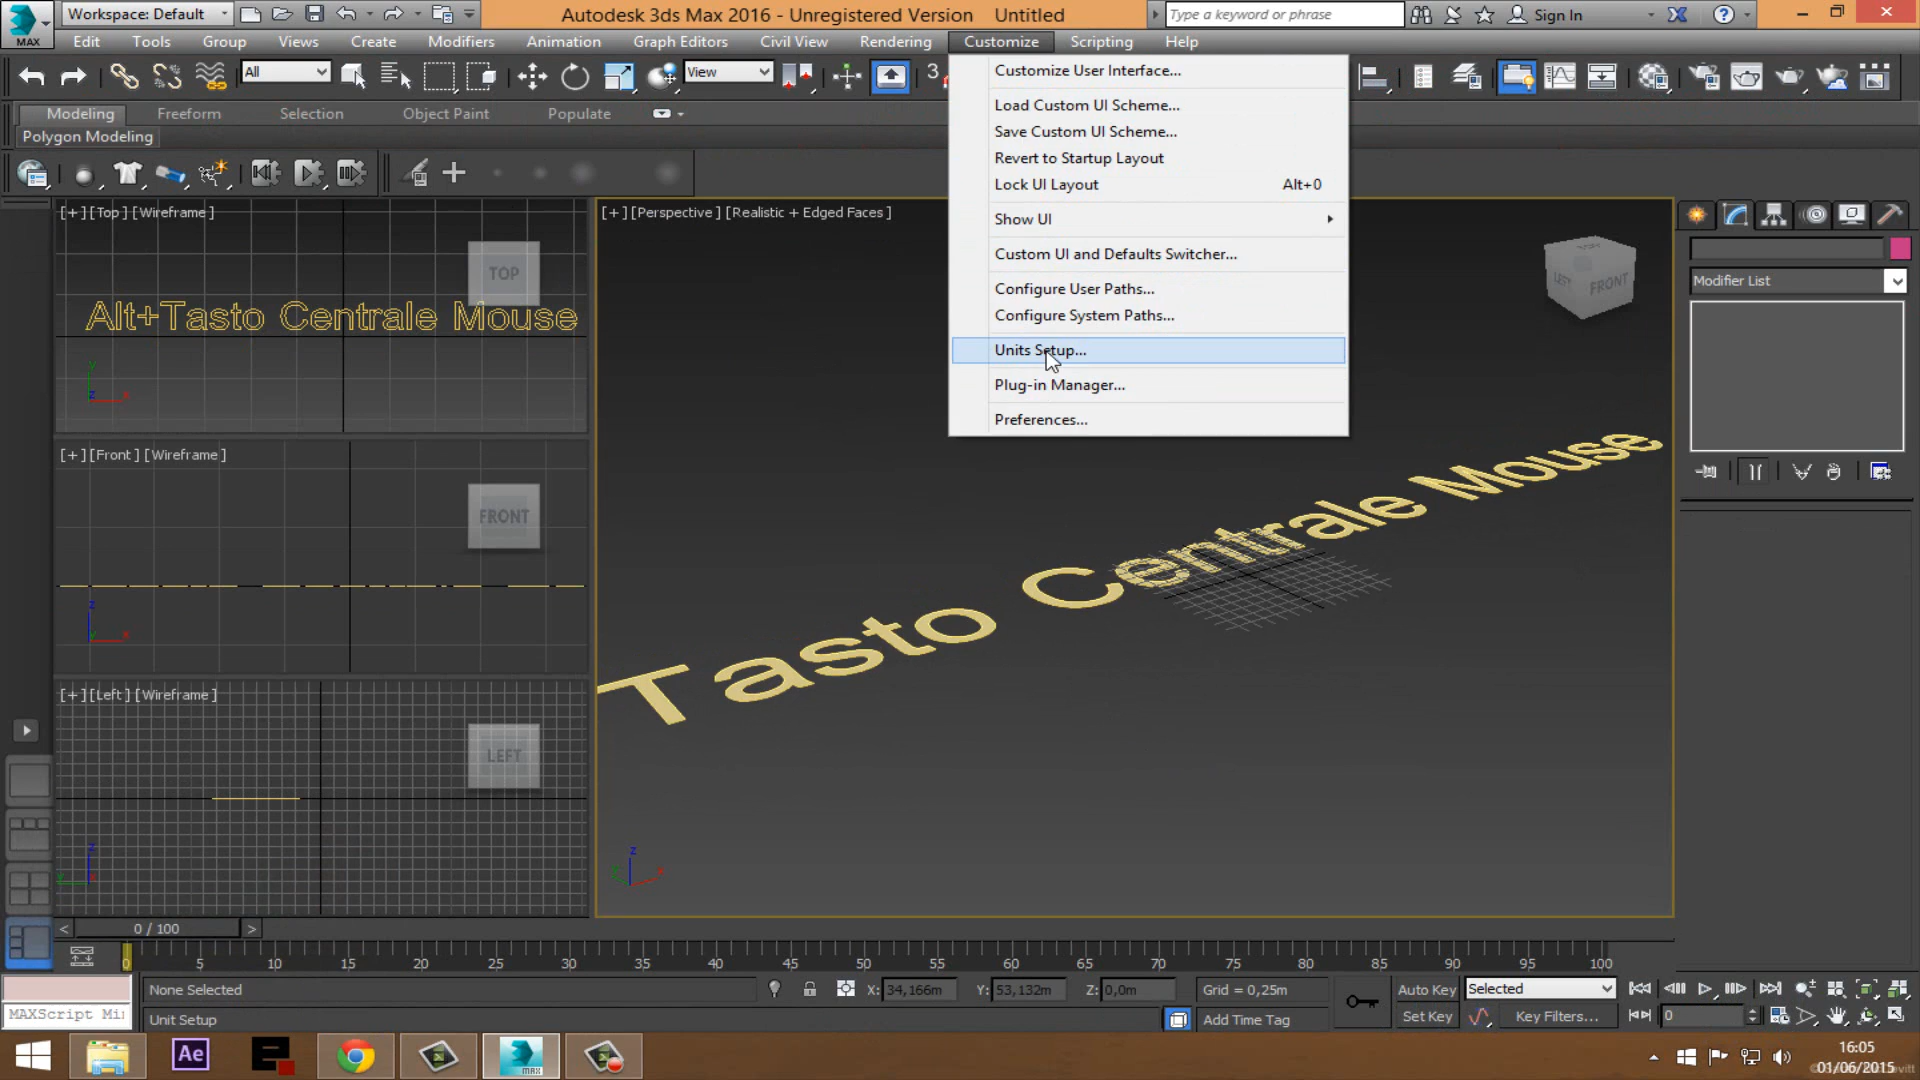 Workspace: Default
Autodesk 3ds Max 2016 - Unregistered Version    Untitled
Type a keyword or phrase
Sign In
MAX
Edit
Tools
Group
Views
Create
Modifiers
Animation
Graph Editors
Civil View
Rendering
Customize
Scripting
Help
All
View
3
Modeling
Freeform
Selection
Object Paint
Populate
Polygon Modeling
Customize User Interface...
Load Custom UI Scheme...
Save Custom UI Scheme...
Revert to Startup Layout
Lock UI Layout    Alt+0
Show UI
Custom UI and Defaults Switcher...
Configure User Paths...
Configure System Paths...
Units Setup...
Plug-in Manager...
Preferences...
[+][Top][Wireframe]
TOP
Alt+Tasto Centrale Mouse
y
z
x
[+][Front][Wireframe]
FRONT
z
y
x
[+][Left][Wireframe]
LEFT
z
y
x
[+][Perspective][Realistic + Edged Faces]
LEFT
FRONT
Tasto Centrale Mouse
z
x
Modifier List
< 0 / 100 >
0 5 10 15 20 25 30 35 40 45 50 55 60 65 70 75 80 85 90 95 100
None Selected
X: 34,166m
Y: 53,132m
Z: 0,0m
Grid = 0,25m
Auto Key
Selected
MAXScript Mi
Unit Setup
Add Time Tag
Set Key
Key Filters...
0
Ae
MAX
16:05
01/06/2015